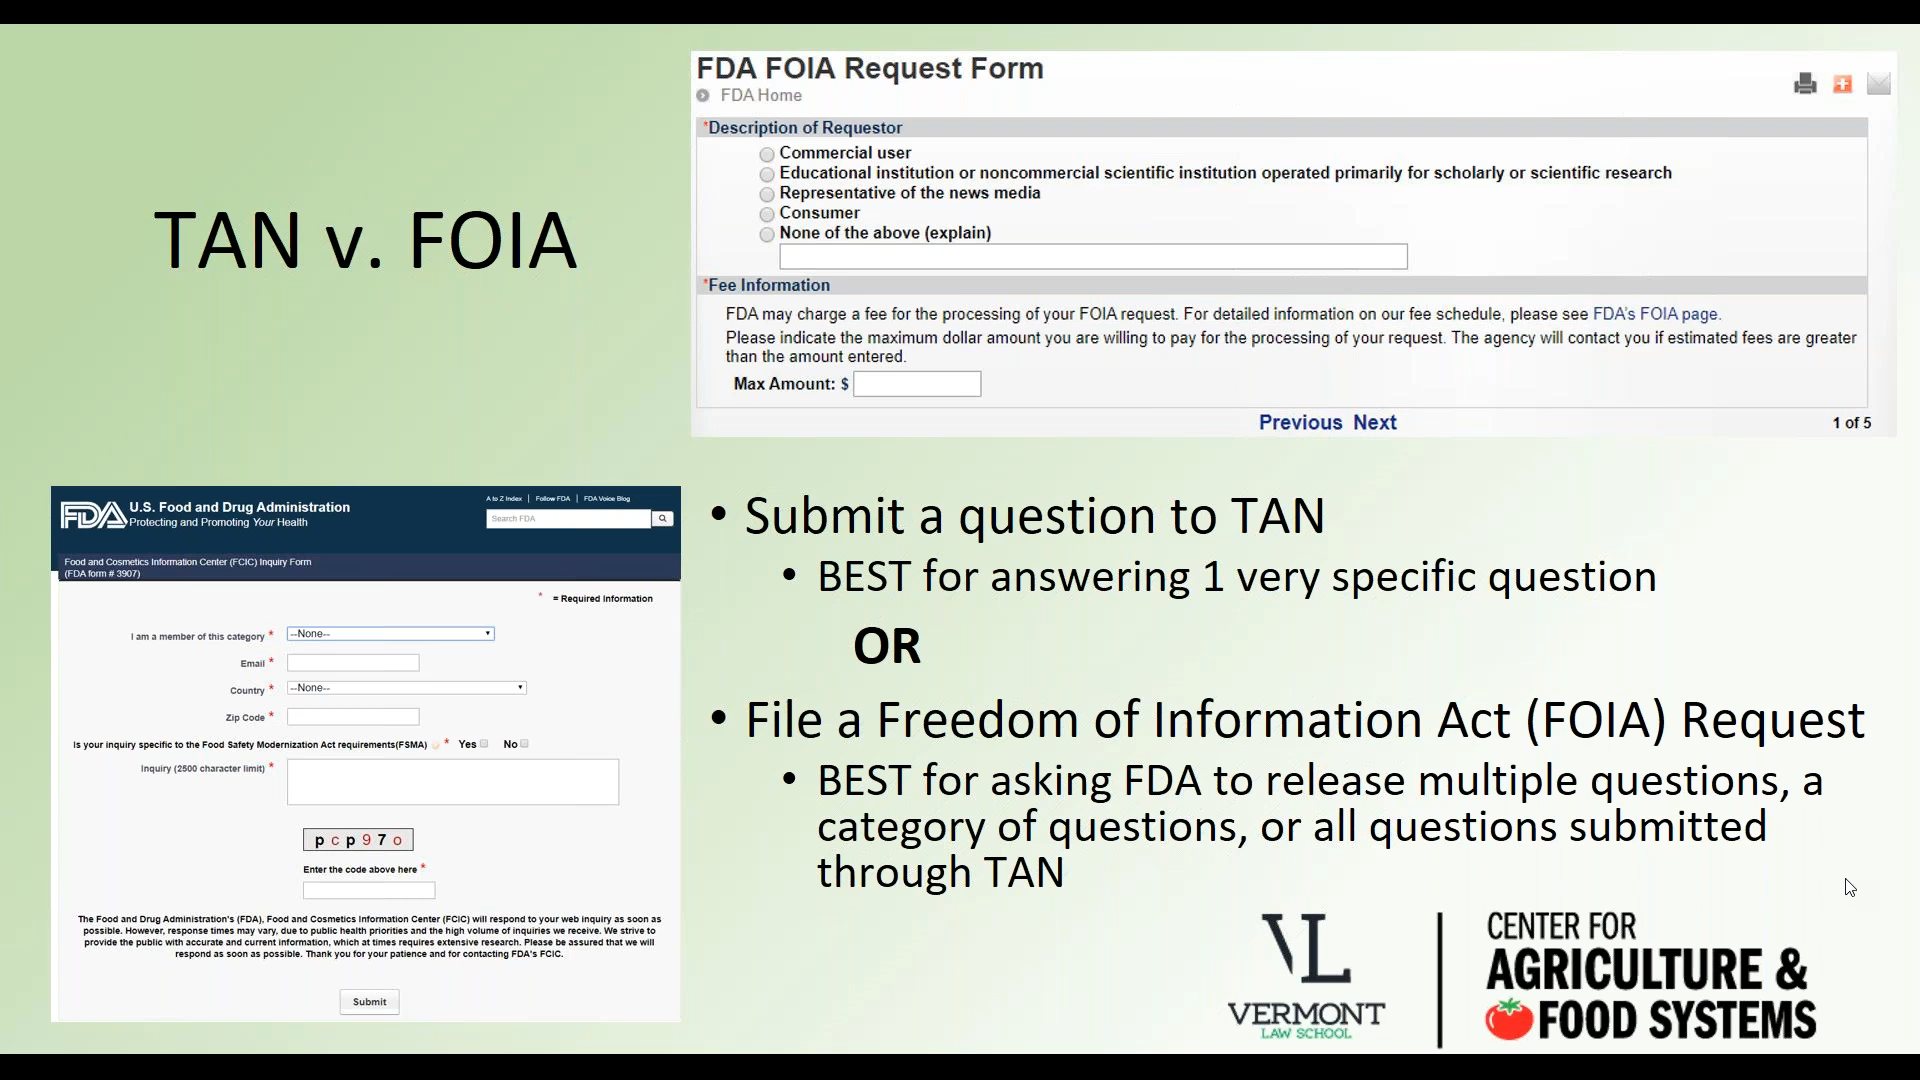 TAN v. FOIA
FDA FOIA Request Form
FDA Home
*Description of Requestor
Commercial user
Educational institution or noncommercial scientific institution operated primarily for scholarly or scientific research
Representative of the news media
Consumer
None of the above (explain)
*Fee Information
FDA may charge a fee for the processing of your FOIA request. For detailed information on our fee schedule, please see FDA's FOIA page.
Please indicate the maximum dollar amount you are willing to pay for the processing of your request. The agency will contact you if estimated fees are greater
than the amount entered.
Max Amount: $
Previous Next
1 of 5
A to Z Index | Follow FDA | FDA Voice Blog
FDA U.S. Food and Drug Administration
Protecting and Promoting Your Health
Search FDA
Food and Cosmetics Information Center (FCIC) Inquiry Form
(FDA form # 3907)
* = Required Information
I am a member of this category * --None--
Email *
Country * --None--
Zip Code *
Is your inquiry specific to the Food Safety Modernization Act requirements(FSMA) * Yes No
Inquiry (2500 character limit) *
pcp97o
Enter the code above here *
The Food and Drug Administration's (FDA), Food and Cosmetics Information Center (FCIC) will respond to your web inquiry as soon as
possible. However, response times may vary, due to public health priorities and the high volume of inquiries we receive. We strive to
provide the public with accurate and current information, which at times requires extensive research. Please be assured that we will
respond as soon as possible. Thank you for your patience and for contacting FDA's FCIC.
Submit
• Submit a question to TAN
• BEST for answering 1 very specific question
OR
• File a Freedom of Information Act (FOIA) Request
• BEST for asking FDA to release multiple questions, a
category of questions, or all questions submitted
through TAN
VL
VERMONT
LAW SCHOOL
CENTER FOR
AGRICULTURE &
FOOD SYSTEMS